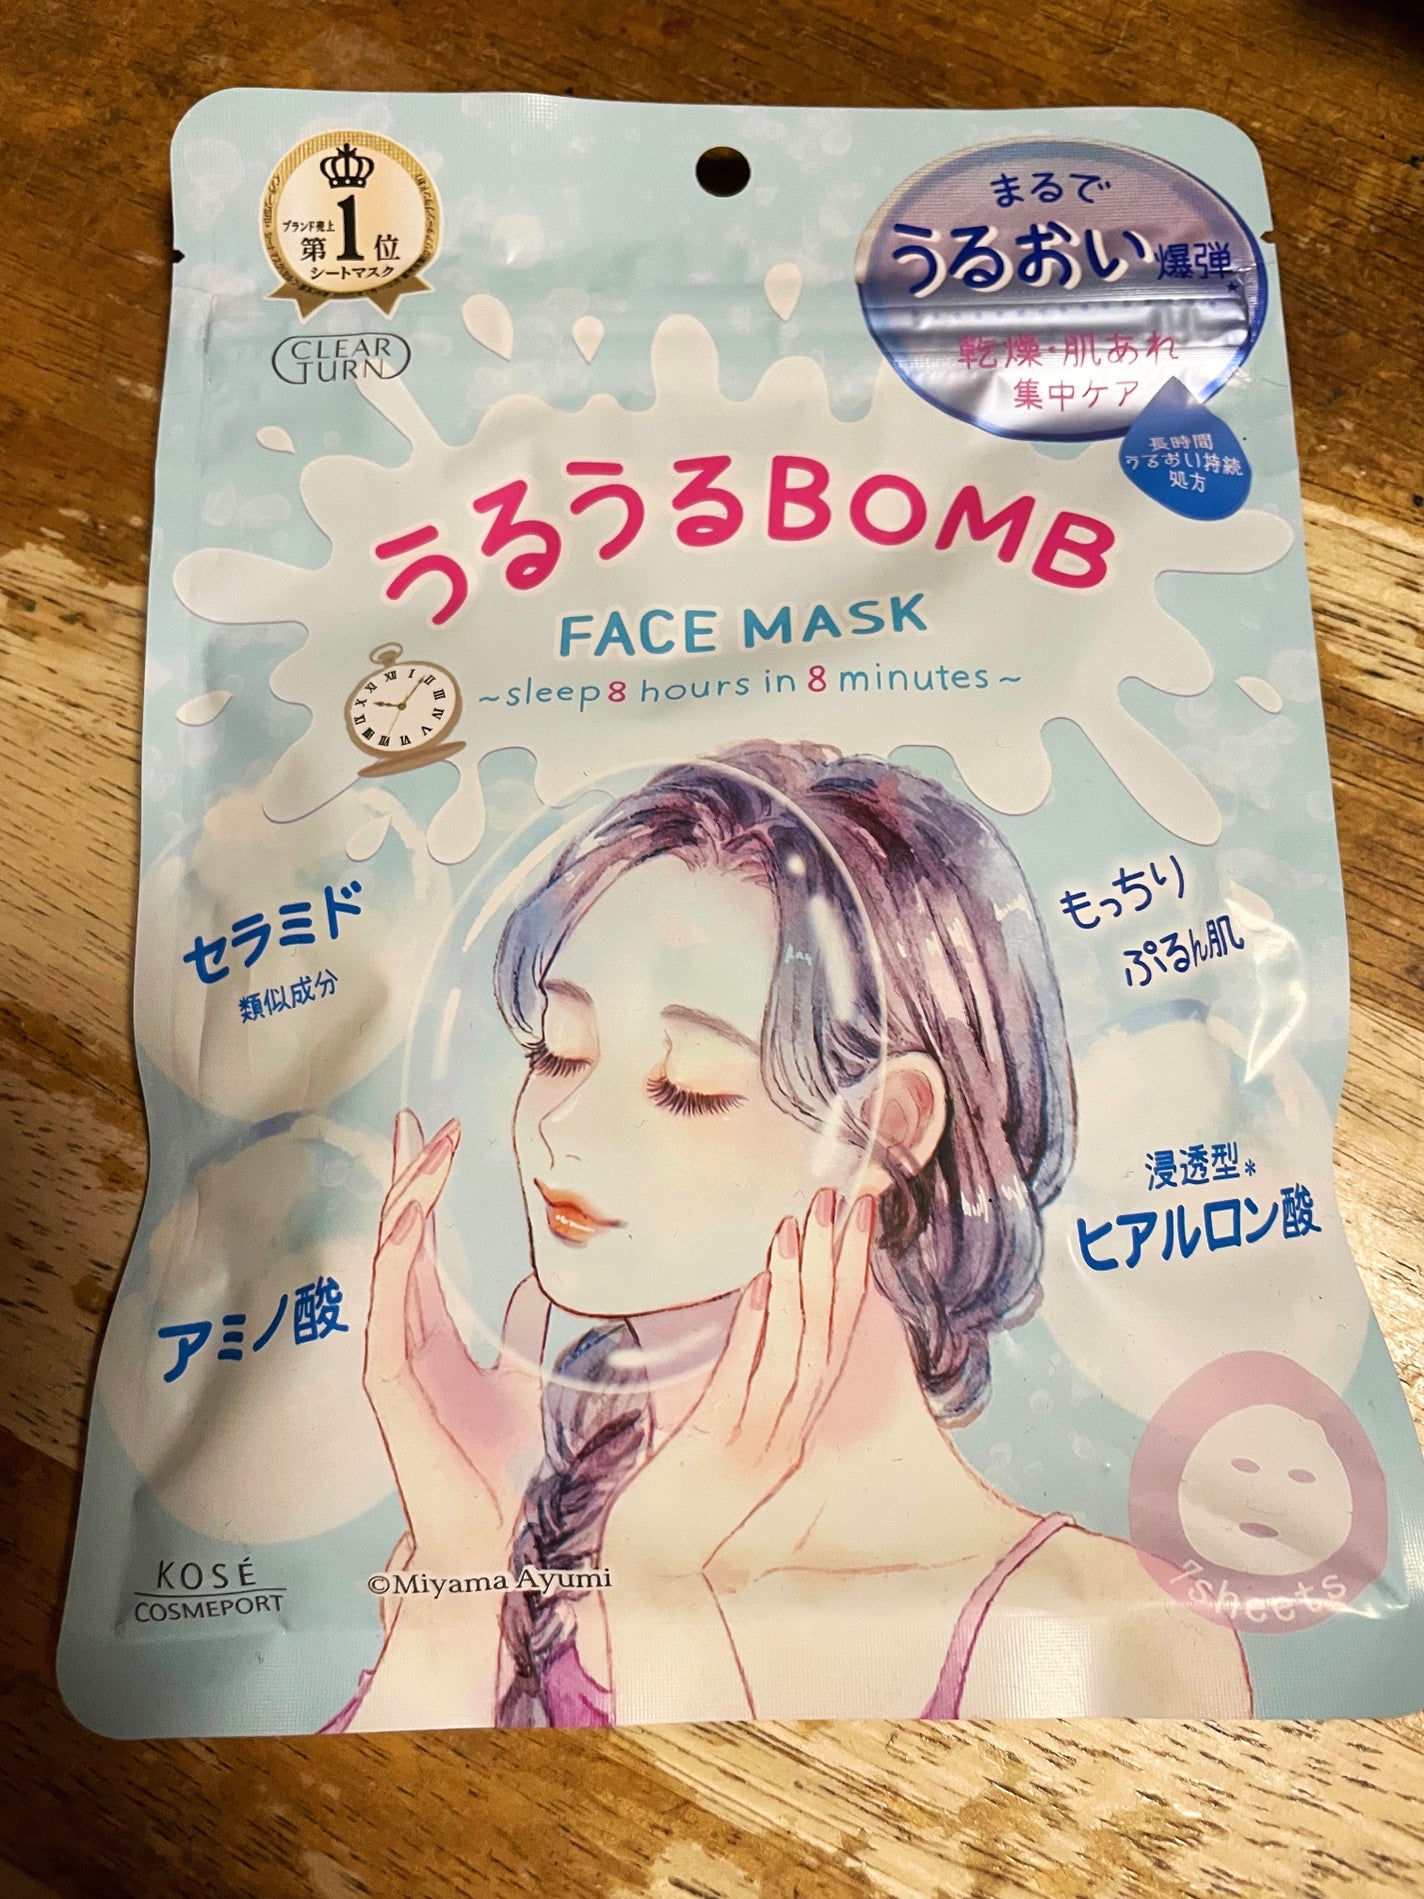 ブランド売上
第1位
シートマスク
CLEAR
TURN
まるで
うるおい爆弾
乾燥・肌あれ
集中ケア
長時間
うるおい持続
処方
うるうるBOMB
FACE MASK
~sleep 8 hours in 8 minutes~
セラミド
類似成分
もっちり
ぷるん肌
アミノ酸
浸透型*
ヒアルロン酸
7sheets
KOSÉ
COSMEPORT
©Miyama Ayumi